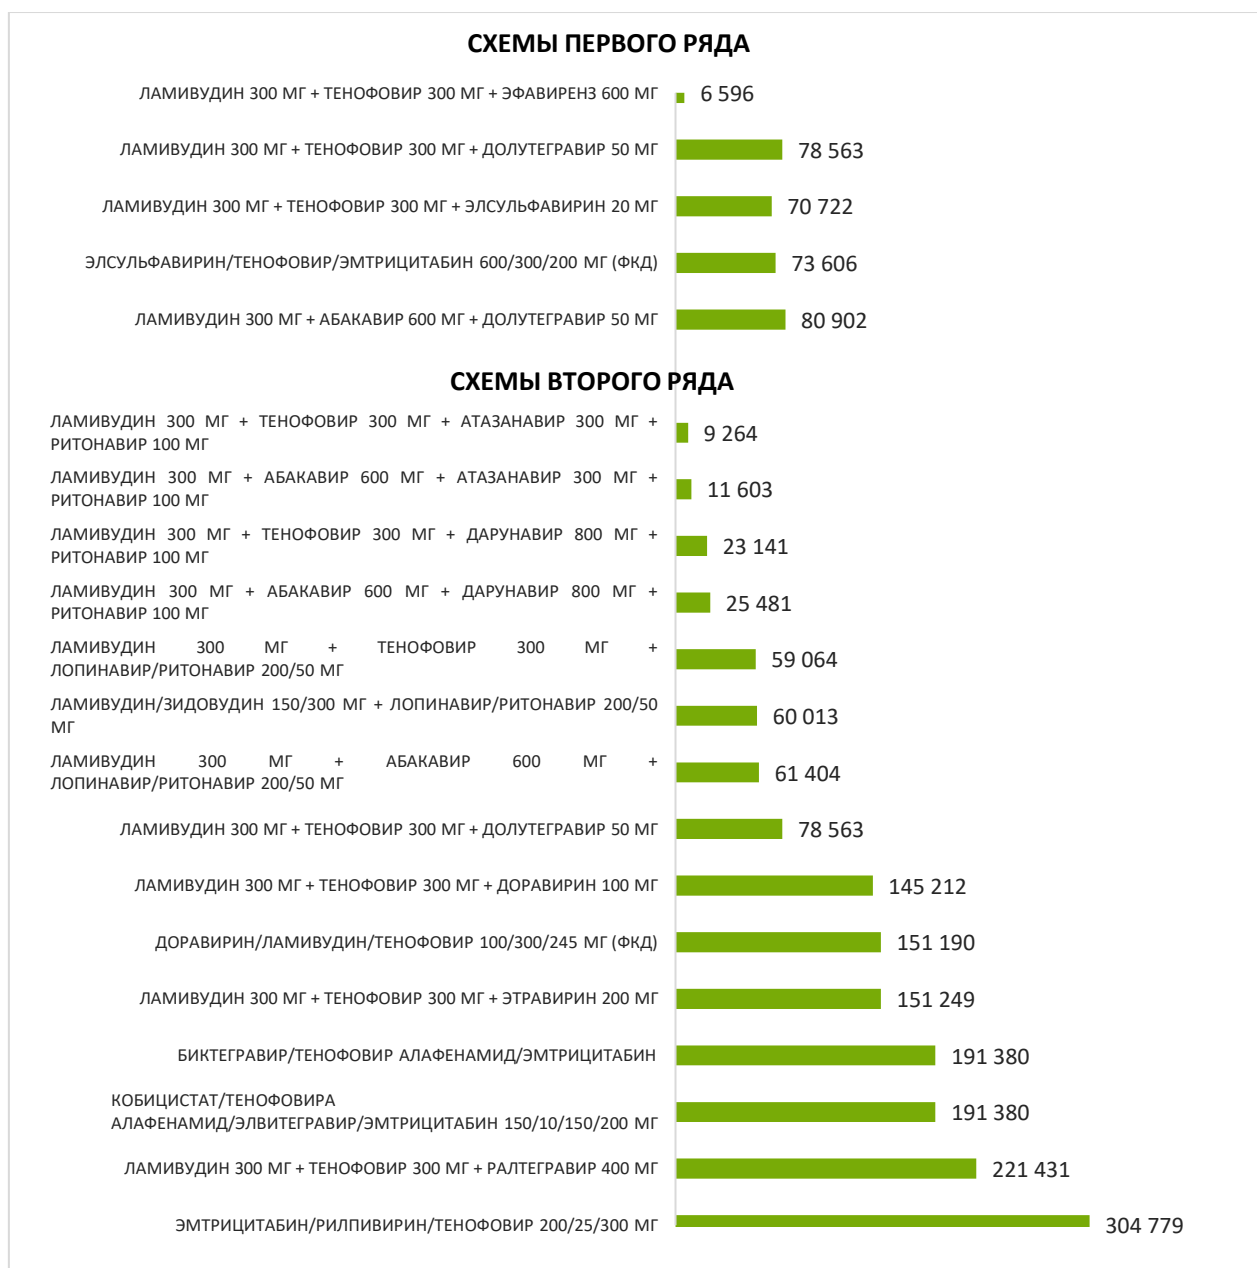 СХЕМЫ ПЕРВОГО РЯДА
ЛАМИВУДИН 300 МГ + ТЕНОФОВИР 300 МГ + ЭФАВИРЕНЗ 600 МГ 6 596
ЛАМИВУДИН 300 МГ + ТЕНОФОВИР 300 МГ + ДОЛУТЕГРАВИР 50 МГ 78 563
ЛАМИВУДИН 300 МГ + ТЕНОФОВИР 300 МГ + ЭЛСУЛЬФАВИРИН 20 МГ 70 722
ЭЛСУЛЬФАВИРИН/ТЕНОФОВИР/ЭМТРИЦИТАБИН 600/300/200 МГ (ФКД) 73 606
ЛАМИВУДИН 300 МГ + АБАКАВИР 600 МГ + ДОЛУТЕГРАВИР 50 МГ 80 902
СХЕМЫ ВТОРОГО РЯДА
ЛАМИВУДИН 300 МГ + ТЕНОФОВИР 300 МГ + АТАЗАНАВИР 300 МГ +
РИТОНАВИР 100 МГ 9 264
ЛАМИВУДИН 300 МГ + АБАКАВИР 600 МГ + АТАЗАНАВИР 300 МГ +
РИТОНАВИР 100 МГ 11 603
ЛАМИВУДИН 300 МГ + ТЕНОФОВИР 300 МГ + ДАРУНАВИР 800 МГ +
РИТОНАВИР 100 МГ 23 141
ЛАМИВУДИН 300 МГ + АБАКАВИР 600 МГ + ДАРУНАВИР 800 МГ +
РИТОНАВИР 100 МГ 25 481
ЛАМИВУДИН 300 МГ + ТЕНОФОВИР 300 МГ +
ЛОПИНАВИР/РИТОНАВИР 200/50 МГ 59 064
ЛАМИВУДИН/ЗИДОВУДИН 150/300 МГ + ЛОПИНАВИР/РИТОНАВИР 200/50
МГ 60 013
ЛАМИВУДИН 300 МГ + АБАКАВИР 600 МГ +
ЛОПИНАВИР/РИТОНАВИР 200/50 МГ 61 404
ЛАМИВУДИН 300 МГ + ТЕНОФОВИР 300 МГ + ДОЛУТЕГРАВИР 50 МГ 78 563
ЛАМИВУДИН 300 МГ + ТЕНОФОВИР 300 МГ + ДОРАВИРИН 100 МГ 145 212
ДОРАВИРИН/ЛАМИВУДИН/ТЕНОФОВИР 100/300/245 МГ (ФКД) 151 190
ЛАМИВУДИН 300 МГ + ТЕНОФОВИР 300 МГ + ЭТРАВИРИН 200 МГ 151 249
БИКТЕГРАВИР/ТЕНОФОВИР АЛАФЕНАМИД/ЭМТРИЦИТАБИН 191 380
КОБИЦИСТАТ/ТЕНОФОВИРА
АЛАФЕНАМИД/ЭЛВИТЕГРАВИР/ЭМТРИЦИТАБИН 150/10/150/200 МГ 191 380
ЛАМИВУДИН 300 МГ + ТЕНОФОВИР 300 МГ + РАЛТЕГРАВИР 400 МГ 221 431
ЭМТРИЦИТАБИН/РИЛПИВИРИН/ТЕНОФОВИР 200/25/300 МГ 304 779